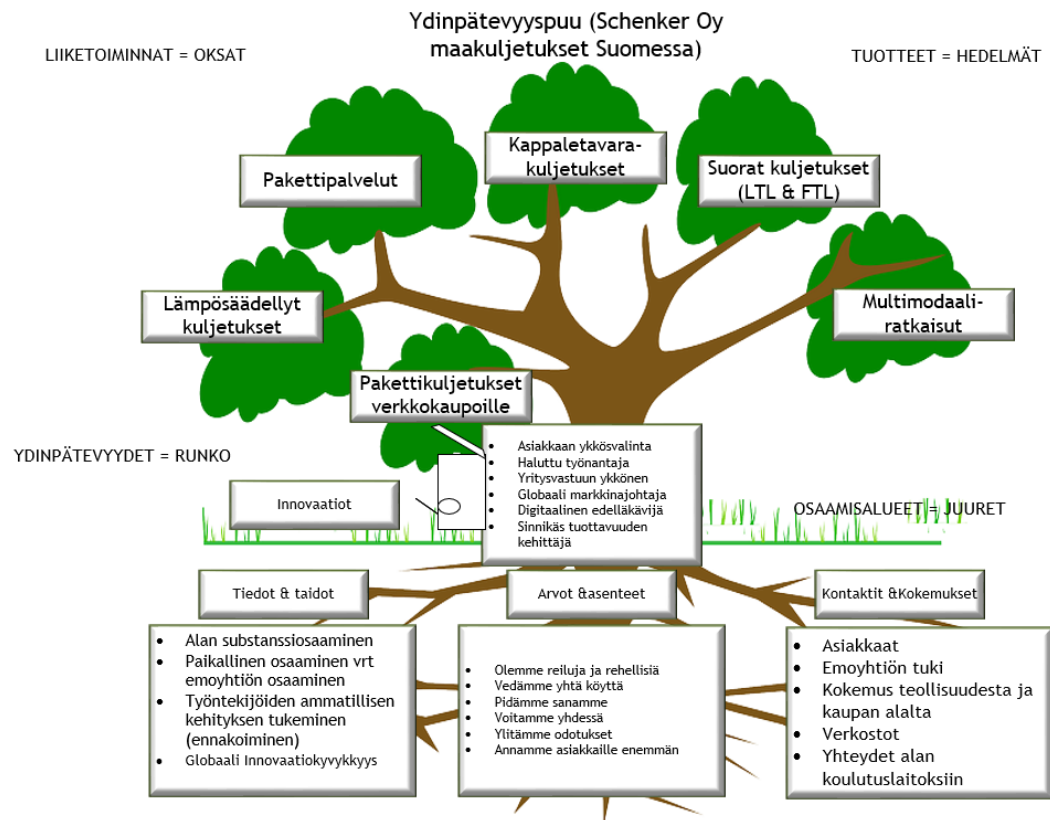 Ydinpätevyyspuu (Schenker Oy
maakuljetukset Suomessa)
LIIKETOIMINNAT = OKSAT
TUOTTEET = HEDELMÄT
Kappaletavara-
kuljetukset
Pakettipalvelut
Suorat kuljetukset
(LTL & FTL)
Lämpösäädellyt
kuljetukset
Multimodaali-
ratkaisut
Pakettikuljetukset
verkkokaupoille
YDINPÄTEVYYDET = RUNKO
• Asiakkaan ykkösvalinta
• Haluttu työnantaja
• Yritysvastuun ykkönen
• Globaali markkinajohtaja
• Digitaalinen edelläkävijä
• Sinnikäs tuottavuuden
kehittäjä
Innovaatiot
OSAAMISALUEET = JUURET
Tiedot & taidot
Arvot &asenteet
Kontaktit &Kokemukset
• Alan substanssiosaaminen
• Paikallinen osaaminen vrt
emoyhtiön osaaminen
• Työntekijöiden ammatillisen
kehityksen tukeminen
(ennakoiminen)
• Globaali Innovaatiokyvykkyys
• Olemme reiluja ja rehellisiä
• Vedämme yhtä köyttä
• Pidämme sanamme
• Voitamme yhdessä
• Ylitämme odotukset
• Annamme asiakkaille enemmän
• Asiakkaat
• Emoyhtiön tuki
• Kokemus teollisuudesta ja
kaupan alalta
• Verkostot
• Yhteydet alan
koulutuslaitoksiin